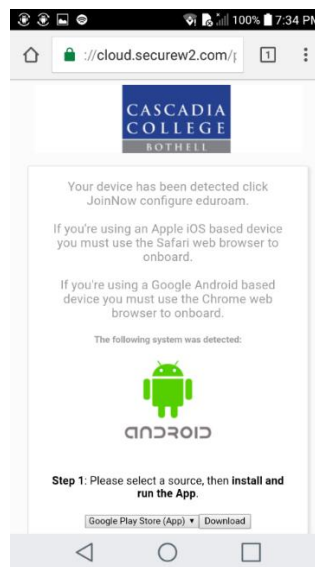 100% 7:34 PM
://cloud.securew2.com/p
1
CASCADIA
COLLEGE
BOTHELL
Your device has been detected click
JoinNow configure eduroam.
If you're using an Apple iOS based device
you must use the Safari web browser to
onboard.
If you're using a Google Android based
device you must use the Chrome web
browser to onboard.
The following system was detected:
ANDROID
Step 1: Please select a source, then install and
run the App.
Google Play Store (App) ▾ Download